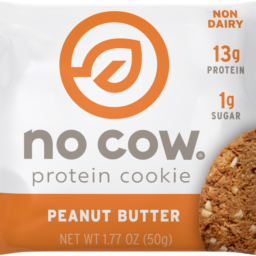 NON
DAIRY
13g
PROTEIN
1g
SUGAR
no cow®
protein cookie
PEANUT BUTTER
NET WT 1.77 OZ (50g)